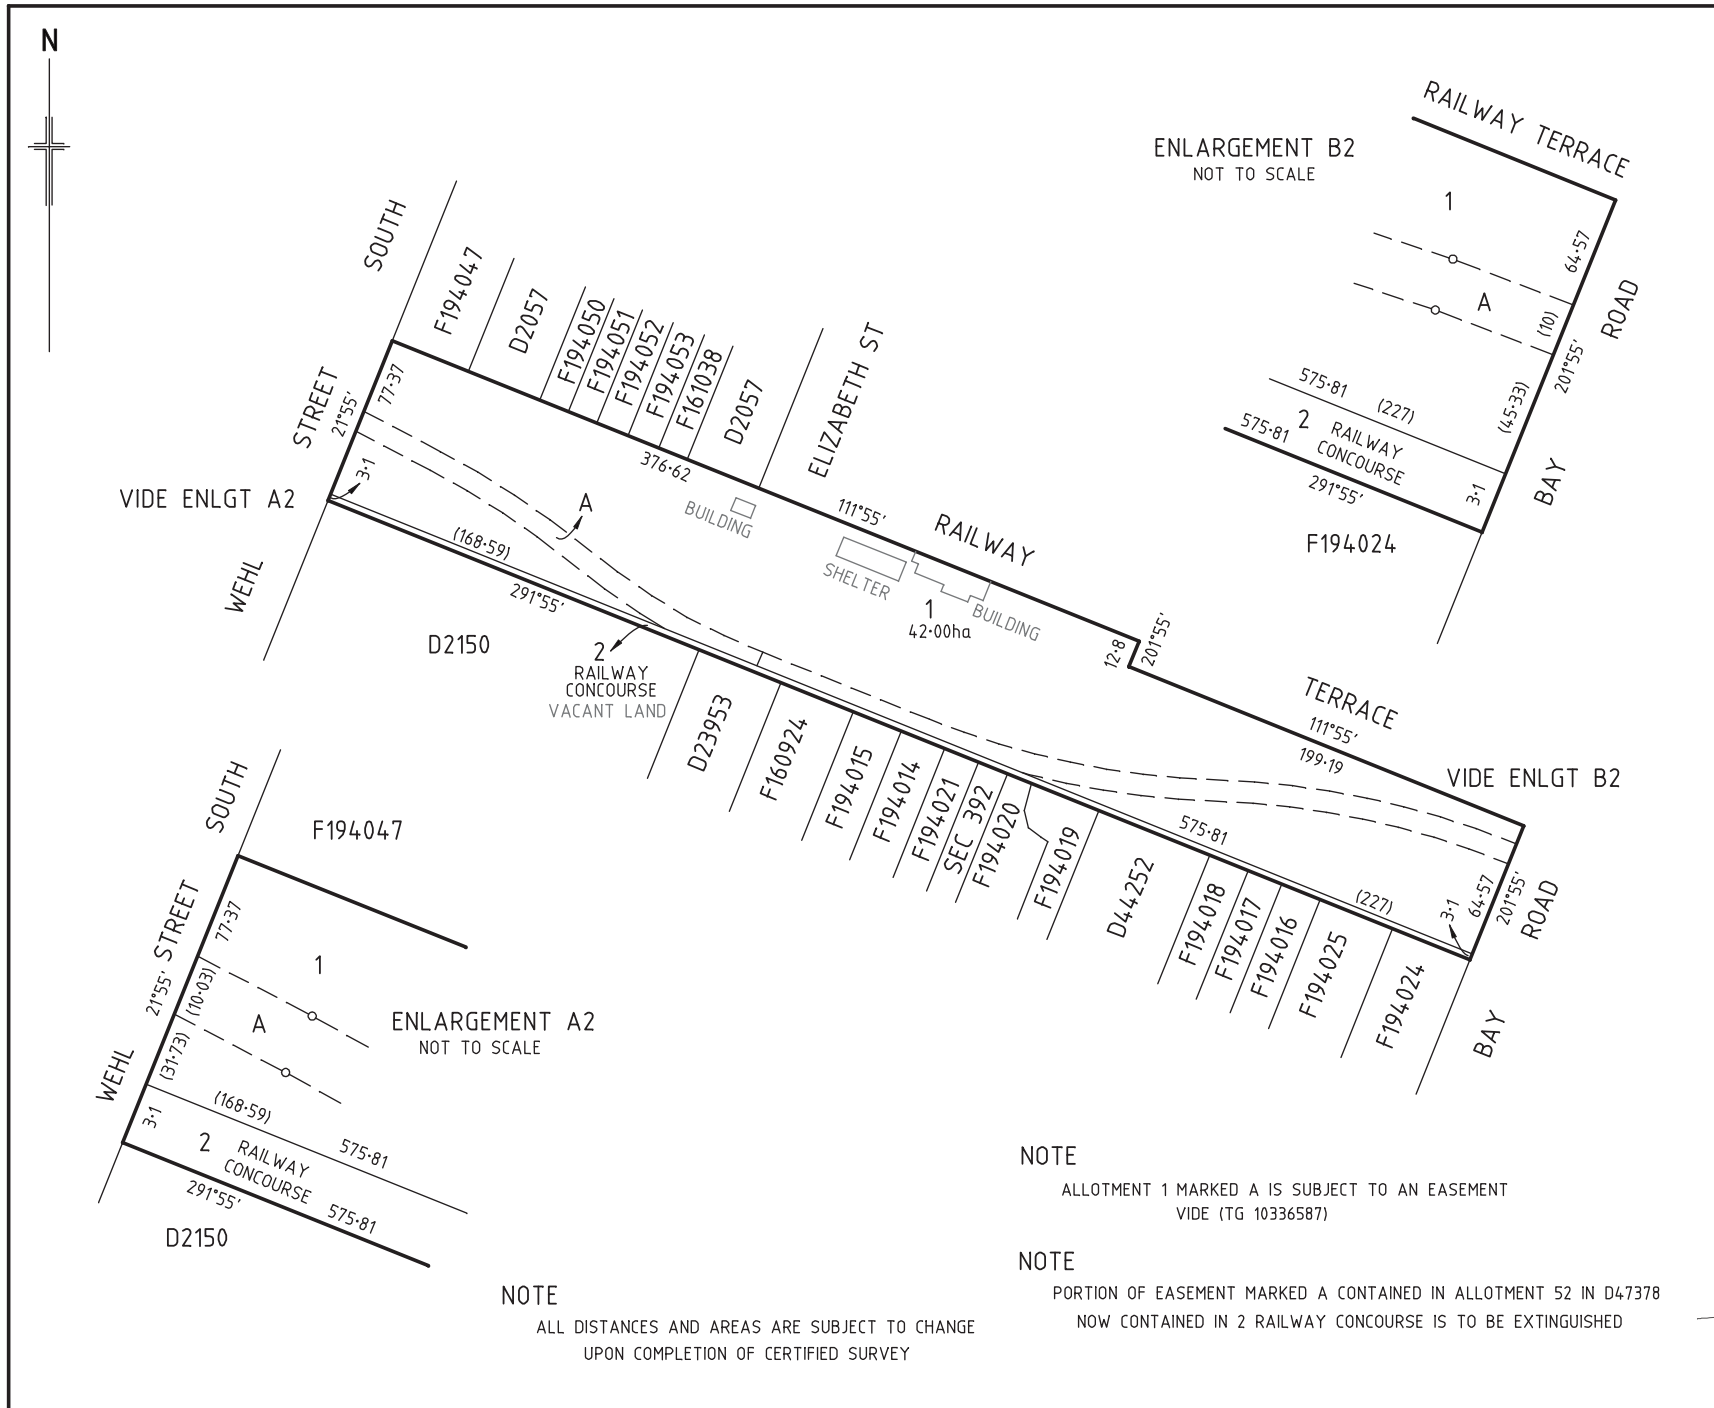 N
RAILWAY TERRACE
ENLARGEMENT B2
NOT TO SCALE
1
64·57
A
(10)
ROAD
201°55'
575·81
(227)
(45·33)
2 RAILWAY
CONCOURSE
575·81
291°55'
3·1
BAY
F194024
SOUTH
F194047
D2057
F194050
F194051
F194052
F194053
F161038
D2057
ELIZABETH ST
STREET
21°55'
77·37
3·1
VIDE ENLGT A2
WEHL
376·62
A
BUILDING
111°55'
RAILWAY
SHELTER
1
42·00ha
BUILDING
12·8
201°55'
TERRACE
111°55'
199·19
VIDE ENLGT B2
(168·59)
291°55'
D2150
2
RAILWAY
CONCOURSE
VACANT LAND
D23953
F160924
F194015
F194014
F194021
SEC 392
F194020
F194019
D44252
575·81
F194018
F194017
F194016
F194025
F194024
(227)
3·1
64·57
201°55'
ROAD
BAY
SOUTH
F194047
STREET
21°55'
77·37
1
(10·03)
A
ENLARGEMENT A2
NOT TO SCALE
(31·73)
WEHL
3·1
(168·59)
575·81
2 RAILWAY
CONCOURSE
291°55'
575·81
D2150
NOTE
ALLOTMENT 1 MARKED A IS SUBJECT TO AN EASEMENT
VIDE (TG 10336587)
NOTE
PORTION OF EASEMENT MARKED A CONTAINED IN ALLOTMENT 52 IN D47378
NOW CONTAINED IN 2 RAILWAY CONCOURSE IS TO BE EXTINGUISHED
NOTE
ALL DISTANCES AND AREAS ARE SUBJECT TO CHANGE
UPON COMPLETION OF CERTIFIED SURVEY